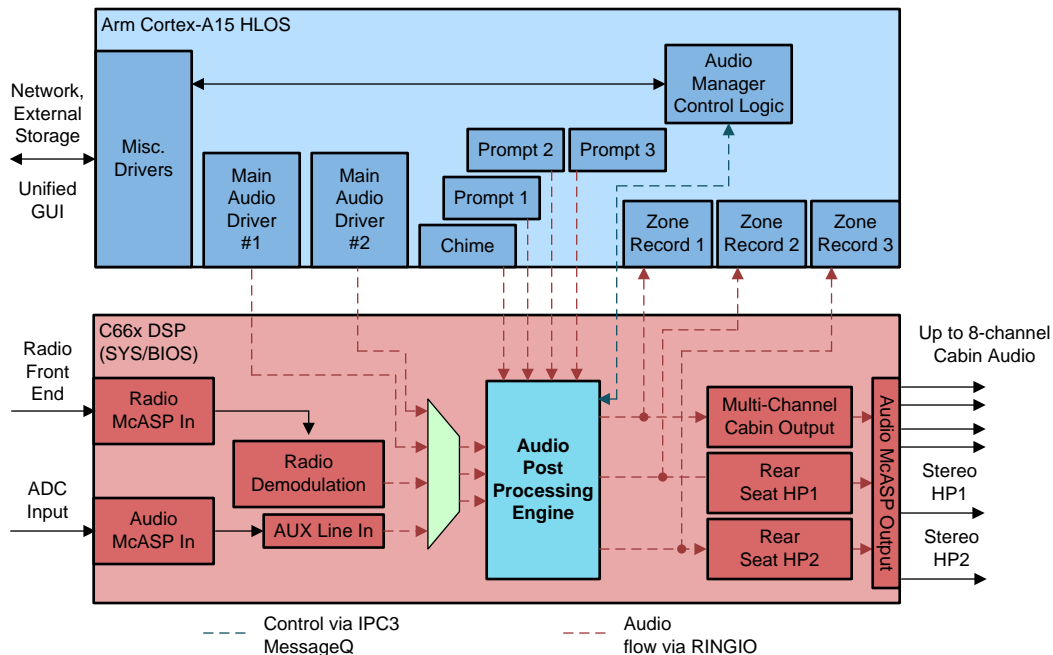 Arm Cortex-A15 HLOS
Network,
External
Storage
Unified
GUI
Misc.
Drivers
Main
Audio
Driver
#1
Main
Audio
Driver
#2
Chime
Prompt 1
Prompt 2
Prompt 3
Audio
Manager
Control Logic
Zone
Record 1
Zone
Record 2
Zone
Record 3
C66x DSP
(SYS/BIOS)
Radio
Front
End
Radio
McASP In
Radio
Demodulation
ADC
Input
Audio
McASP In
AUX Line In
Audio
Post
Processing
Engine
Multi-Channel
Cabin Output
Rear
Seat HP1
Rear
Seat HP2
Audio McASP Output
Up to 8-channel
Cabin Audio
Stereo
HP1
Stereo
HP2
Control via IPC3
MessageQ
Audio
flow via RINGIO